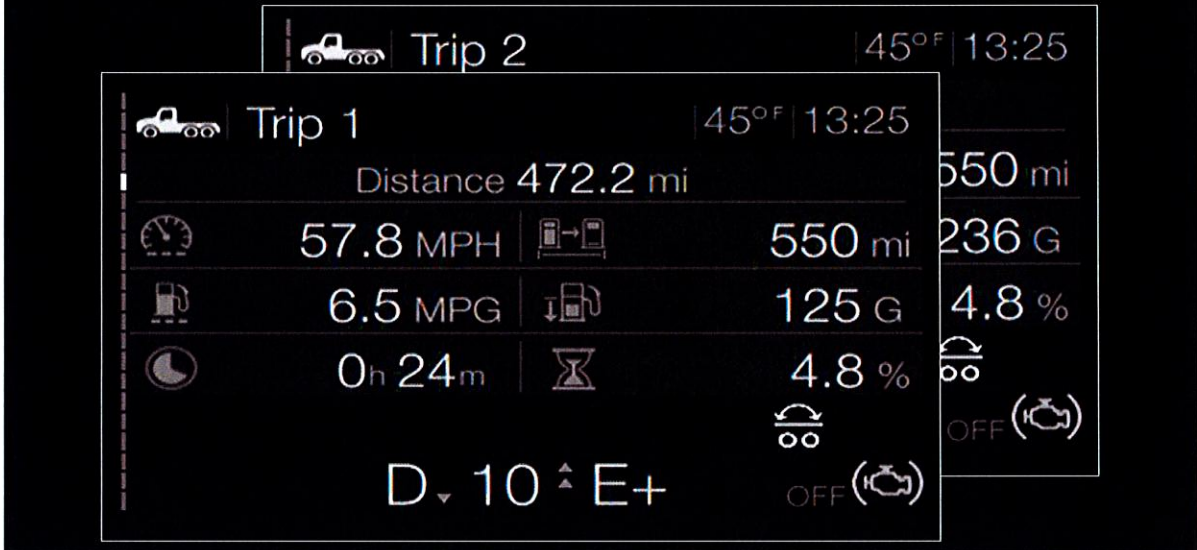 Trip 2 45°F 13:25
Trip 1 45°F 13:25
Distance 472.2 mi
550 mi
57.8 MPH 550 mi
236 G
6.5 MPG 125 G
4.8 %
0h 24m 4.8 %
OFF
D 10 E+ OFF